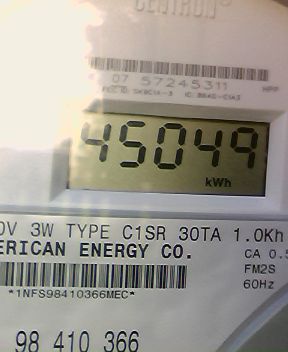 CENTRON
07 57245311
45049
kWh
0V 3W TYPE C1SR 30TA 1.0Kh
ERICAN ENERGY CO.
CA 0.5
FM2S
*1NFS98410366MEC*
60Hz
98 410 366